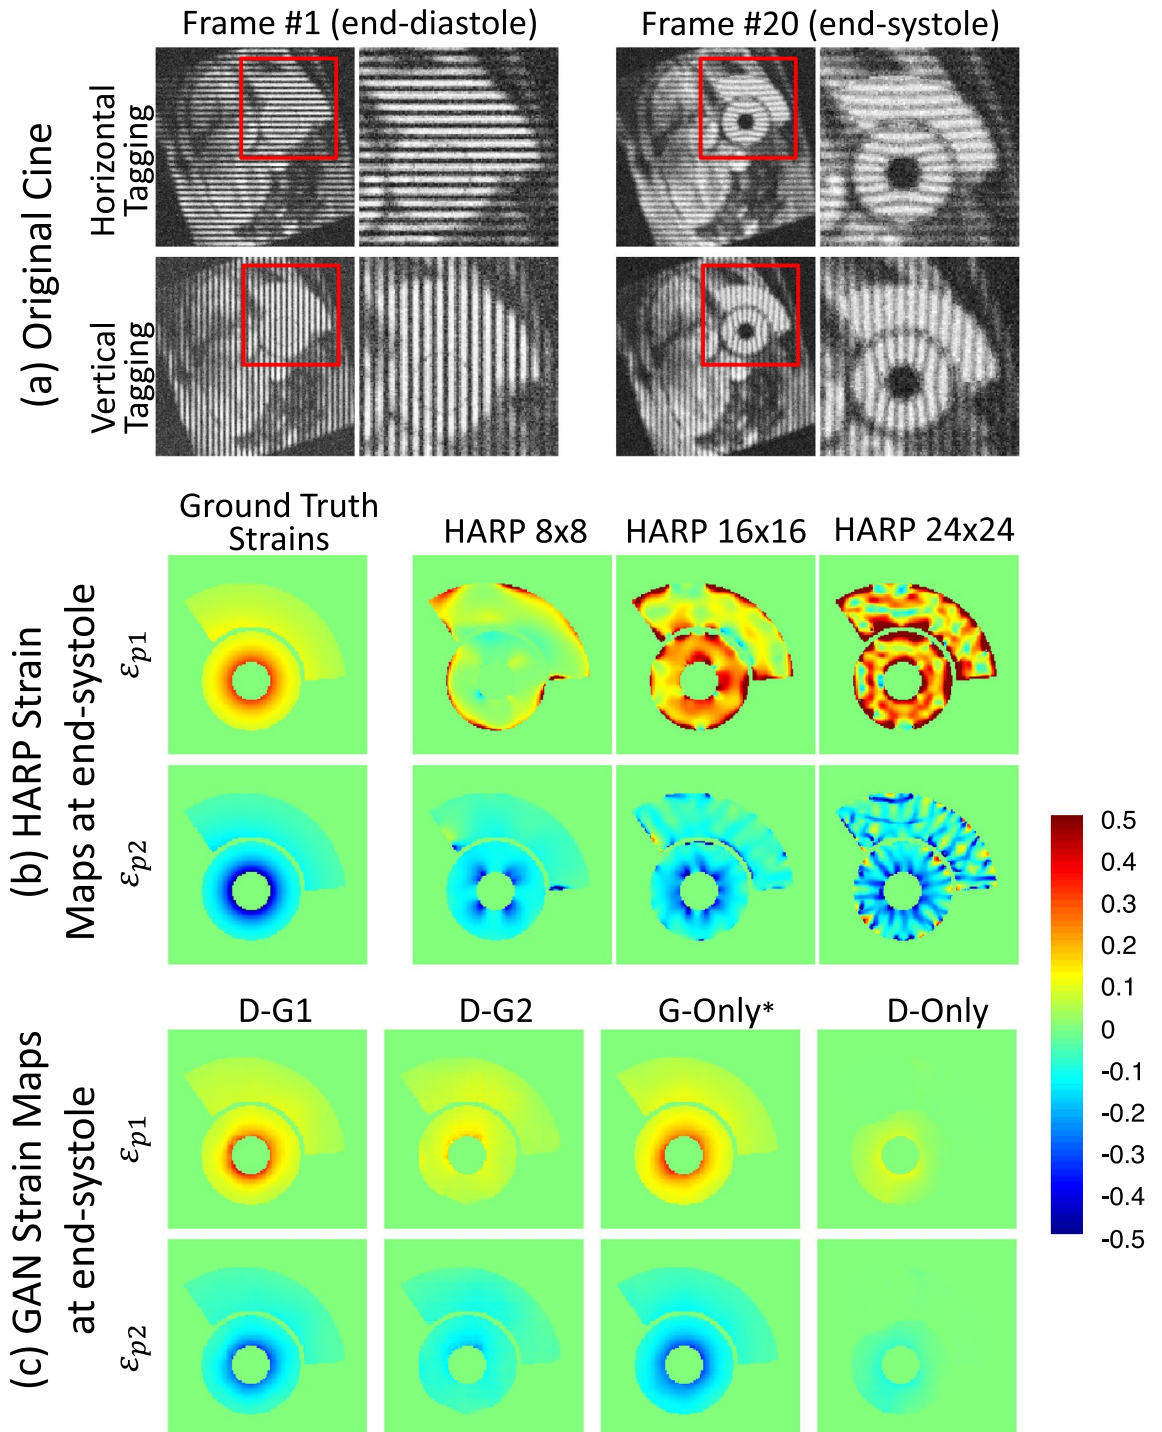 Frame #1 (end-diastole)
Frame #20 (end-systole)
(a) Original Cine
Horizontal
Tagging
Vertical
Tagging
Ground Truth
Strains
HARP 8x8
HARP 16x16
HARP 24x24
(b) HARP Strain
Maps at end-systole
εp1
εp2
0.5
0.4
0.3
0.2
0.1
0
-0.1
-0.2
-0.3
-0.4
-0.5
D-G1
D-G2
G-Only*
D-Only
(c) GAN Strain Maps
at end-systole
εp1
εp2